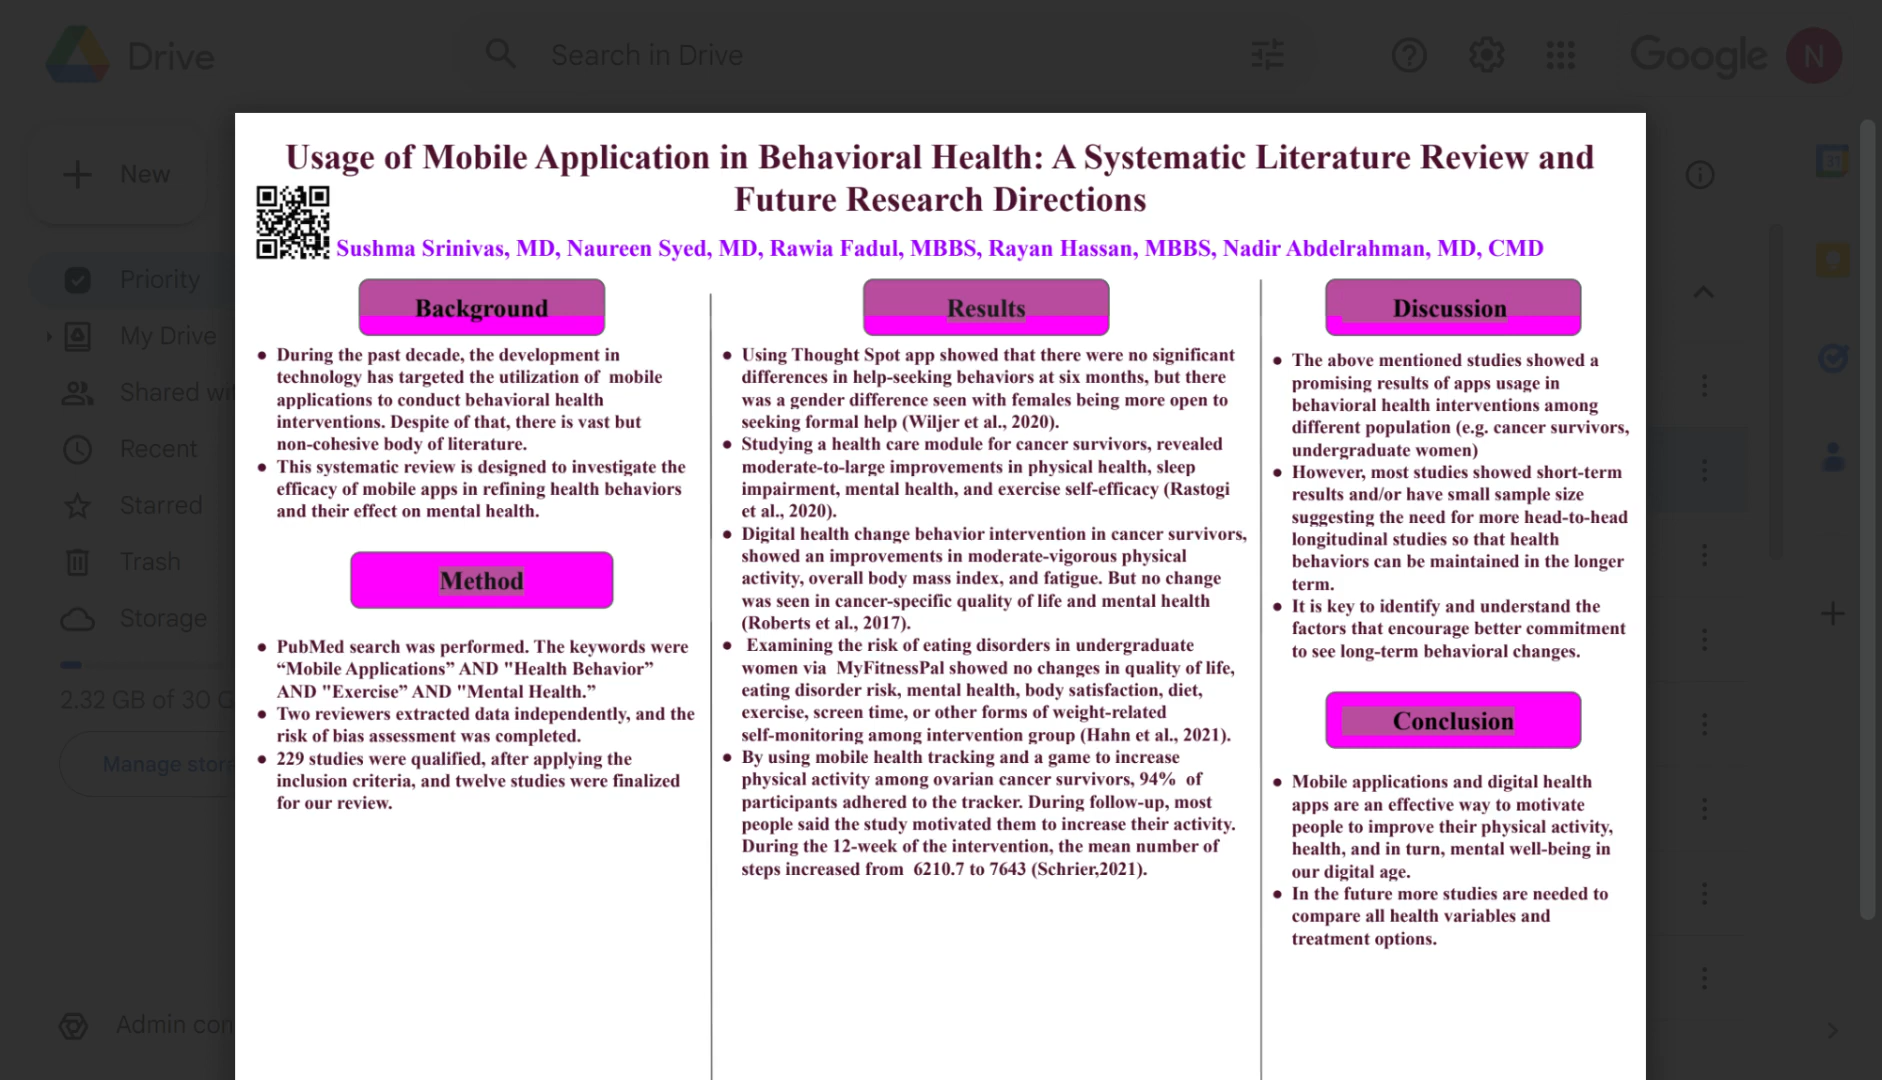 Drive
Search in Drive
Google
N
New
Priority
My Drive
Shared wi
Recent
Starred
Trash
Storage
2.32 GB of 30 G
Manage stora
Admin con
31
Usage of Mobile Application in Behavioral Health: A Systematic Literature Review and
Future Research Directions
Sushma Srinivas, MD, Naureen Syed, MD, Rawia Fadul, MBBS, Rayan Hassan, MBBS, Nadir Abdelrahman, MD, CMD
Background
● During the past decade, the development in
technology has targeted the utilization of  mobile
applications to conduct behavioral health
interventions. Despite of that, there is vast but
non-cohesive body of literature.
● This systematic review is designed to investigate the
efficacy of mobile apps in refining health behaviors
and their effect on mental health.
Method
● PubMed search was performed. The keywords were
“Mobile Applications” AND "Health Behavior”
AND "Exercise” AND "Mental Health.”
● Two reviewers extracted data independently, and the
risk of bias assessment was completed.
● 229 studies were qualified, after applying the
inclusion criteria, and twelve studies were finalized
for our review.
Results
● Using Thought Spot app showed that there were no significant
differences in help-seeking behaviors at six months, but there
was a gender difference seen with females being more open to
seeking formal help (Wiljer et al., 2020).
● Studying a health care module for cancer survivors, revealed
moderate-to-large improvements in physical health, sleep
impairment, mental health, and exercise self-efficacy (Rastogi
et al., 2020).
● Digital health change behavior intervention in cancer survivors,
showed an improvements in moderate-vigorous physical
activity, overall body mass index, and fatigue. But no change
was seen in cancer-specific quality of life and mental health
(Roberts et al., 2017).
● Examining the risk of eating disorders in undergraduate
women via  MyFitnessPal showed no changes in quality of life,
eating disorder risk, mental health, body satisfaction, diet,
exercise, screen time, or other forms of weight-related
self-monitoring among intervention group (Hahn et al., 2021).
● By using mobile health tracking and a game to increase
physical activity among ovarian cancer survivors, 94%  of
participants adhered to the tracker. During follow-up, most
people said the study motivated them to increase their activity.
During the 12-week of the intervention, the mean number of
steps increased from  6210.7 to 7643 (Schrier,2021).
Discussion
● The above mentioned studies showed a
promising results of apps usage in
behavioral health interventions among
different population (e.g. cancer survivors,
undergraduate women)
● However, most studies showed short-term
results and/or have small sample size
suggesting the need for more head-to-head
longitudinal studies so that health
behaviors can be maintained in the longer
term.
● It is key to identify and understand the
factors that encourage better commitment
to see long-term behavioral changes.
Conclusion
● Mobile applications and digital health
apps are an effective way to motivate
people to improve their physical activity,
health, and in turn, mental well-being in
our digital age.
● In the future more studies are needed to
compare all health variables and
treatment options.